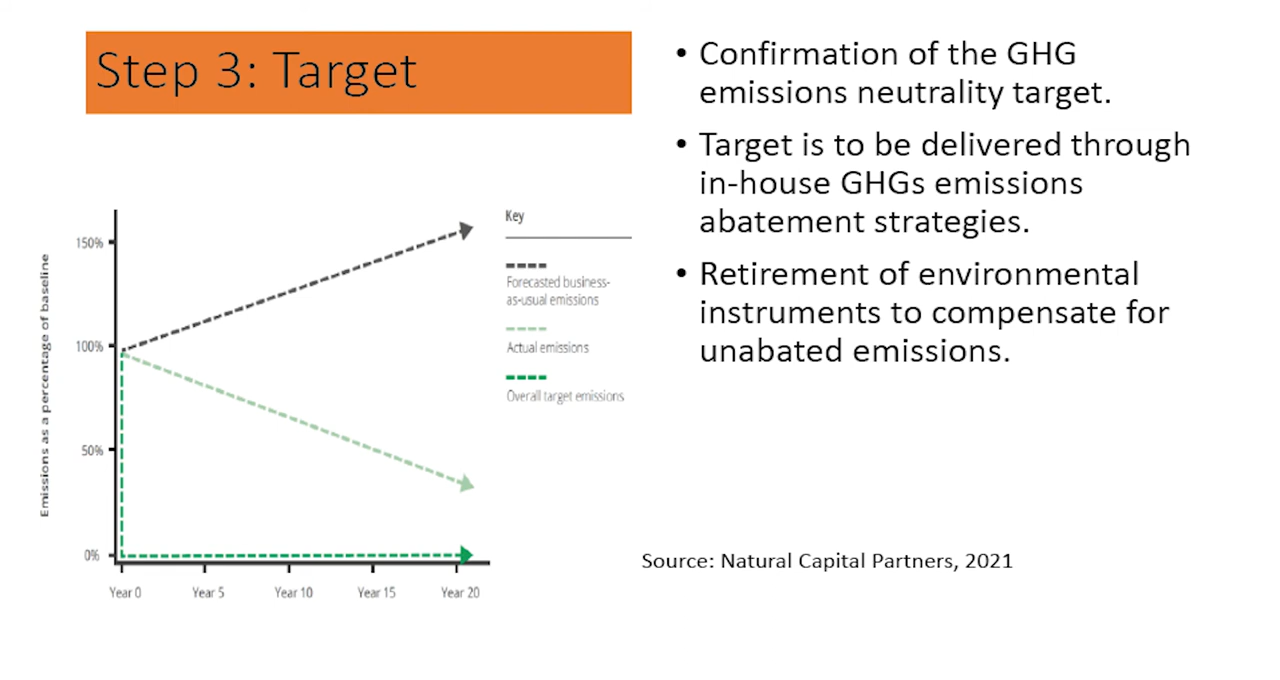 Step 3: Target
Emissions as a percentage of baseline
150%
100%
50%
0%
Year 0
Year 5
Year 10
Year 15
Year 20
Key
Forecasted business-
as-usual emissions
Actual emissions
Overall target emissions
• Confirmation of the GHG
emissions neutrality target.
• Target is to be delivered through
in-house GHGs emissions
abatement strategies.
• Retirement of environmental
instruments to compensate for
unabated emissions.
Source: Natural Capital Partners, 2021